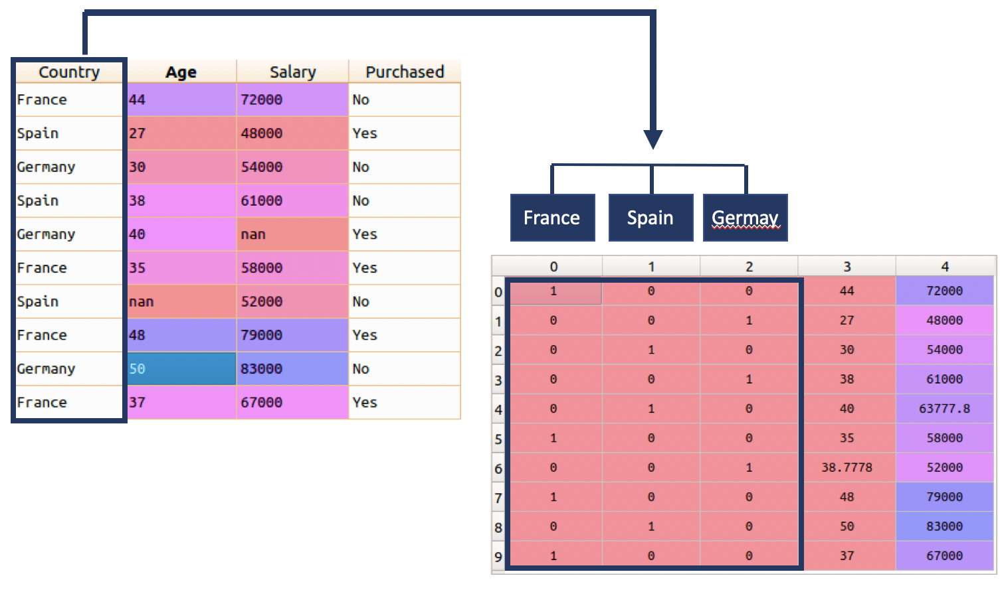 Country Age Salary Purchased
France 44 72000 No
Spain 27 48000 Yes
Germany 30 54000 No
Spain 38 61000 No
Germany 40 nan Yes
France 35 58000 Yes
Spain nan 52000 No
France 48 79000 Yes
Germany 50 83000 No
France 37 67000 Yes
France Spain Germay
0 1 2 3 4
0 1 0 0 44 72000
1 0 0 1 27 48000
2 0 1 0 30 54000
3 0 0 1 38 61000
4 0 1 0 40 63777.8
5 1 0 0 35 58000
6 0 0 1 38.7778 52000
7 1 0 0 48 79000
8 0 1 0 50 83000
9 1 0 0 37 67000